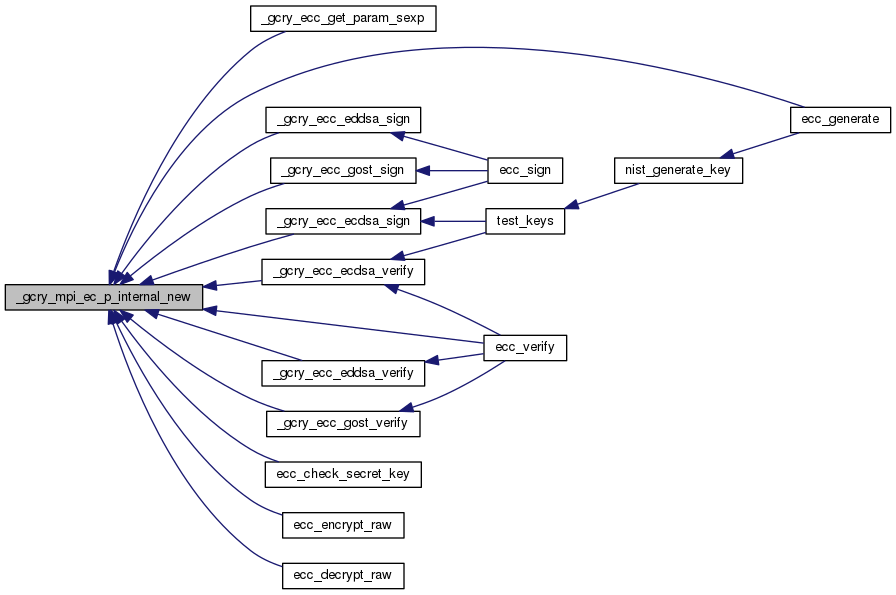 _gcry_ecc_get_param_sexp
ecc_generate
_gcry_ecc_eddsa_sign
_gcry_ecc_gost_sign
ecc_sign
nist_generate_key
_gcry_ecc_ecdsa_sign
test_keys
_gcry_ecc_ecdsa_verify
_gcry_mpi_ec_p_internal_new
ecc_verify
_gcry_ecc_eddsa_verify
_gcry_ecc_gost_verify
ecc_check_secret_key
ecc_encrypt_raw
ecc_decrypt_raw